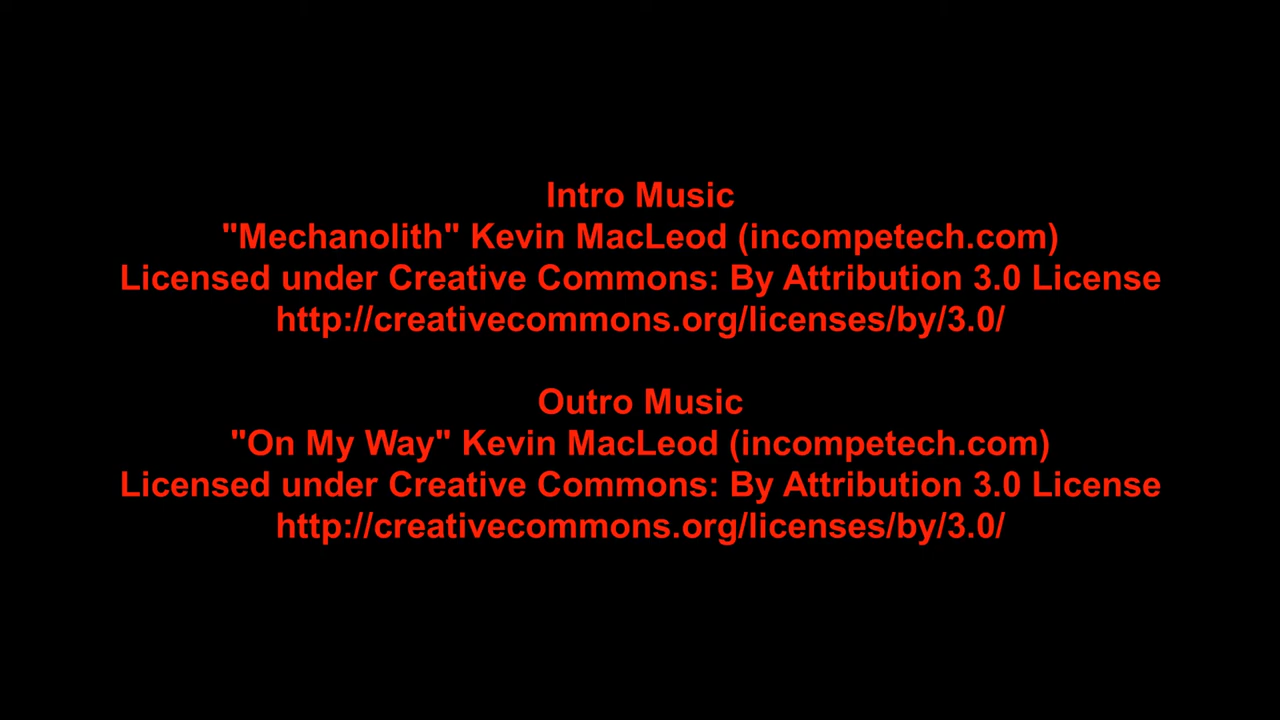 Intro Music
"Mechanolith" Kevin MacLeod (incompetech.com)
Licensed under Creative Commons: By Attribution 3.0 License
http://creativecommons.org/licenses/by/3.0/
Outro Music
"On My Way" Kevin MacLeod (incompetech.com)
Licensed under Creative Commons: By Attribution 3.0 License
http://creativecommons.org/licenses/by/3.0/